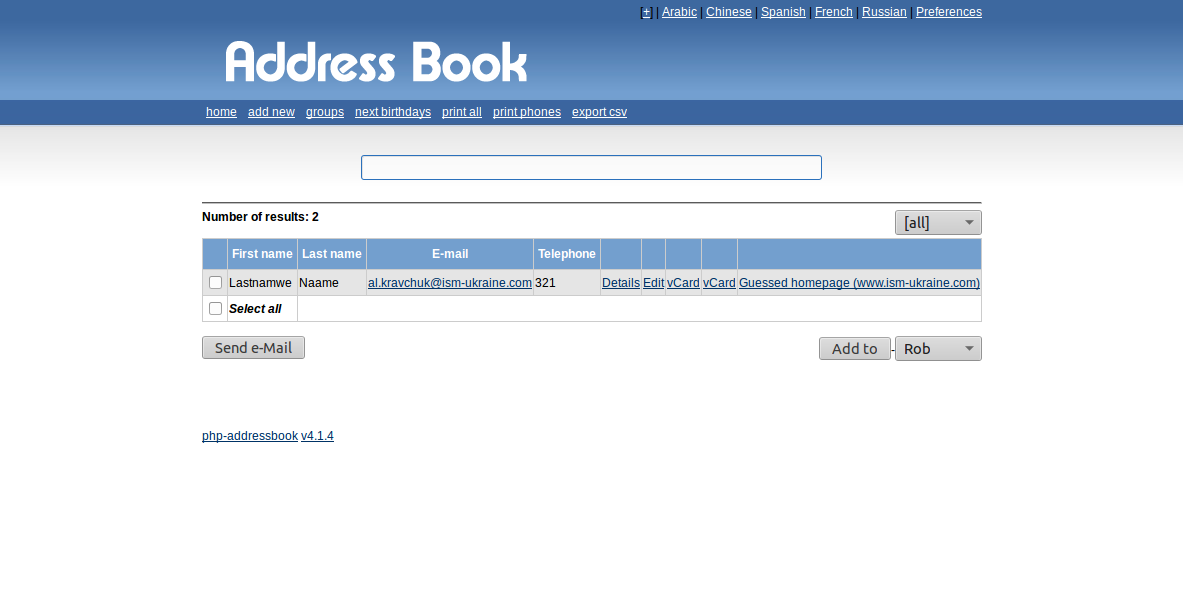 [+] | Arabic | Chinese | Spanish | French | Russian | Preferences
Address Book
home add new groups next birthdays print all print phones export csv
Number of results: 2
[all]
First name Last name E-mail Telephone
Lastnamwe Naame al.kravchuk@ism-ukraine.com 321 Details Edit vCard vCard Guessed homepage (www.ism-ukraine.com)
Select all
Send e-Mail Add to - Rob
php-addressbook v4.1.4